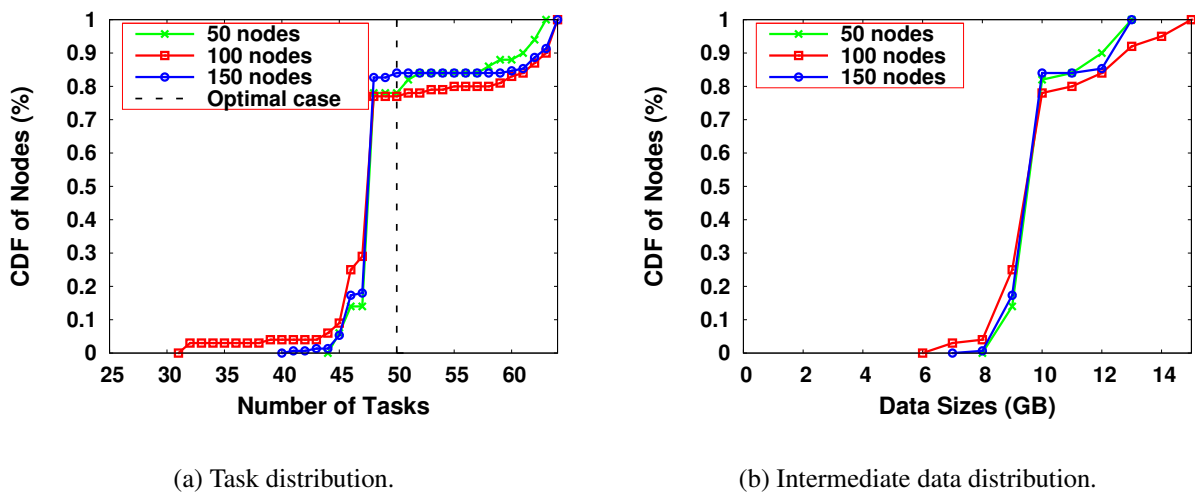 CDF of Nodes (%)
1
0.9
0.8
0.7
0.6
0.5
0.4
0.3
0.2
0.1
0
50 nodes
100 nodes
150 nodes
Optimal case
25 30 35 40 45 50 55 60
Number of Tasks
(a) Task distribution.
CDF of Nodes (%)
1
0.9
0.8
0.7
0.6
0.5
0.4
0.3
0.2
0.1
0
50 nodes
100 nodes
150 nodes
0 2 4 6 8 10 12 14
Data Sizes (GB)
(b) Intermediate data distribution.